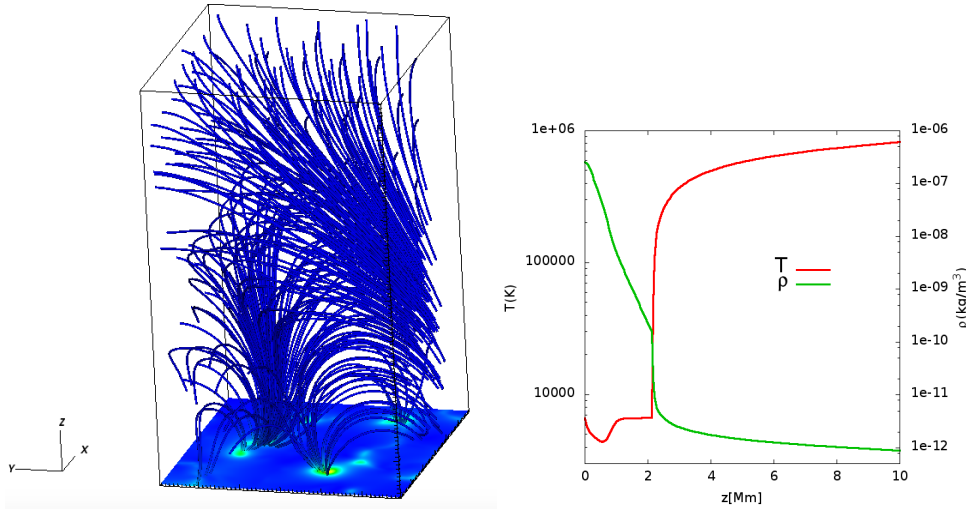 Z
X
Y
1e+06
100000
10000
T(K)
T
ρ
1e-06
1e-07
1e-08
1e-09
1e-10
1e-11
1e-12
ρ(kg/m³)
0
2
4
6
8
10
z[Mm]